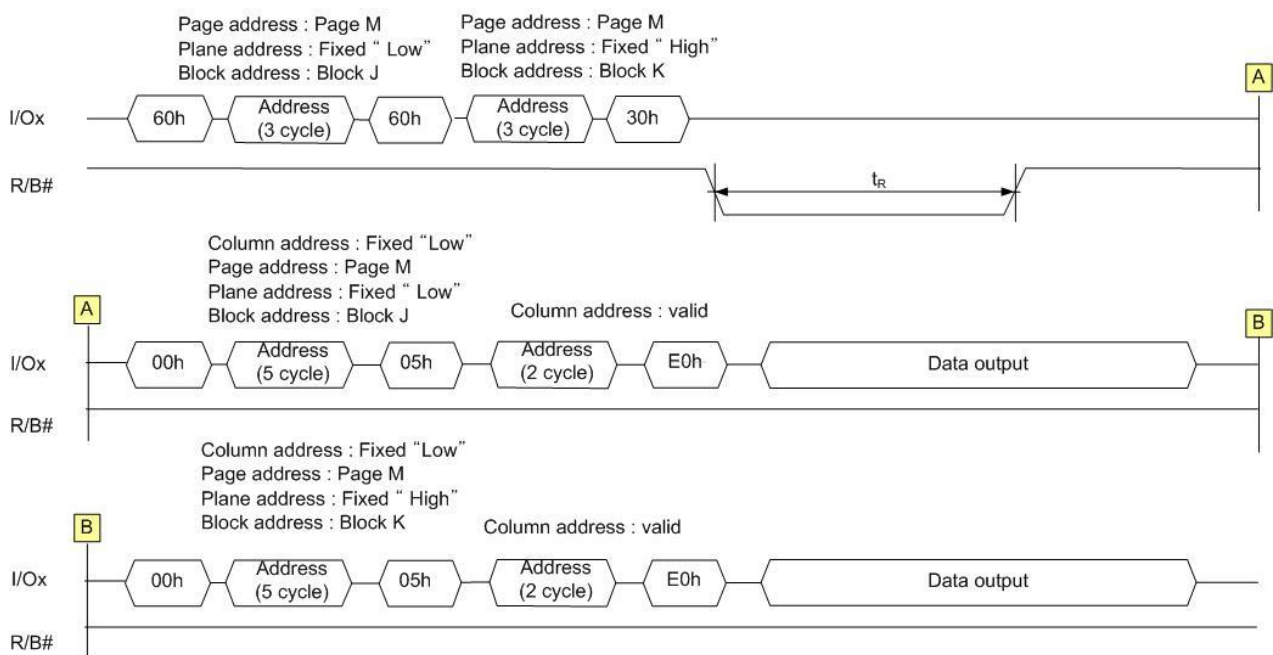 Page address : Page M
Plane address : Fixed “ Low”
Block address : Block J
Page address : Page M
Plane address : Fixed “ High”
Block address : Block K
A
I/Ox
60h
Address
(3 cycle)
60h
Address
(3 cycle)
30h
R/B#
tR
Column address : Fixed “Low”
Page address : Page M
Plane address : Fixed “ Low”
Block address : Block J
Column address : valid
A
B
I/Ox
00h
Address
(5 cycle)
05h
Address
(2 cycle)
E0h
Data output
R/B#
Column address : Fixed “Low”
Page address : Page M
Plane address : Fixed “ High”
Block address : Block K
Column address : valid
B
I/Ox
00h
Address
(5 cycle)
05h
Address
(2 cycle)
E0h
Data output
R/B#